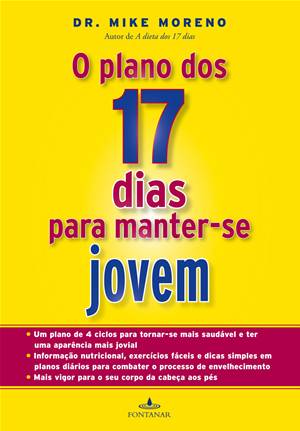 DR. MIKE MORENO
Autor de A dieta dos 17 dias
O plano dos
17
dias
para manter-se
jovem
• Um plano de 4 ciclos para tornar-se mais saudável e ter
uma aparência mais jovial
• Informação nutricional, exercícios fáceis e dicas simples em
planos diários para combater o processo de envelhecimento
• Mais vigor para o seu corpo da cabeça aos pés
FONTANAR